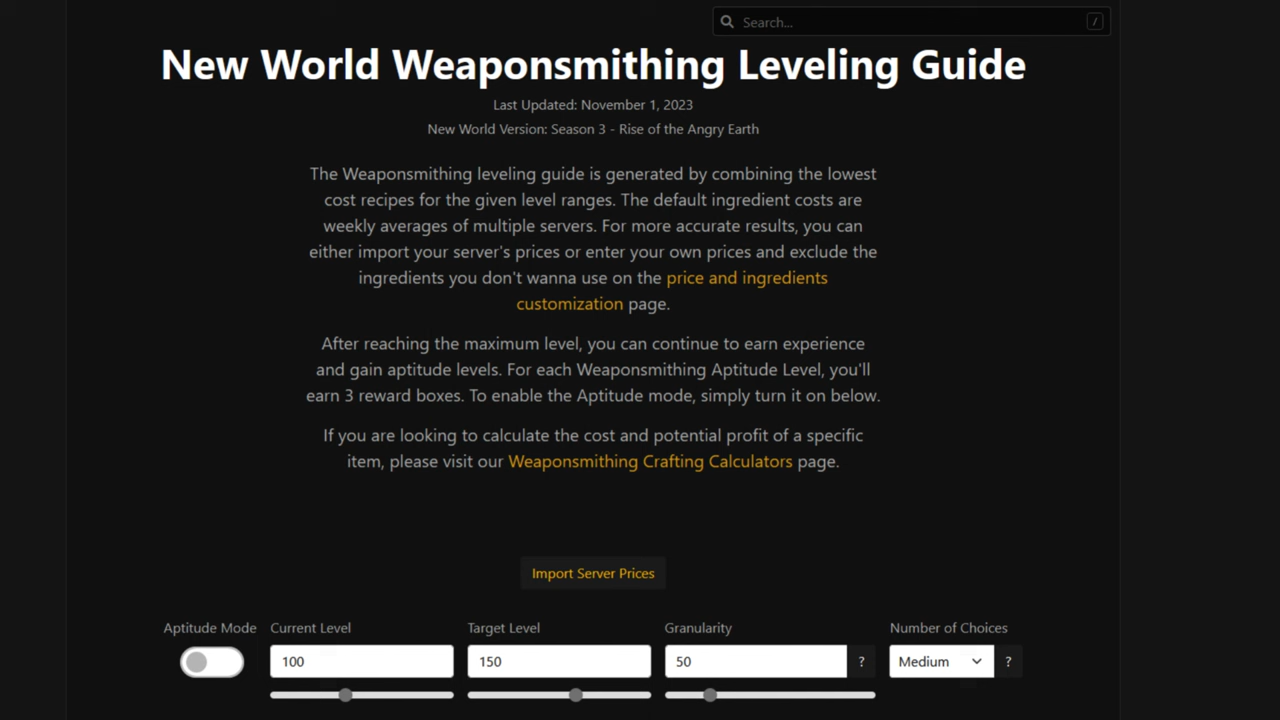 Search...
/
New World Weaponsmithing Leveling Guide
Last Updated: November 1, 2023
New World Version: Season 3 - Rise of the Angry Earth
The Weaponsmithing leveling guide is generated by combining the lowest
cost recipes for the given level ranges. The default ingredient costs are
weekly averages of multiple servers. For more accurate results, you can
either import your server's prices or enter your own prices and exclude the
ingredients you don't wanna use on the price and ingredients
customization page.
After reaching the maximum level, you can continue to earn experience
and gain aptitude levels. For each Weaponsmithing Aptitude Level, you'll
earn 3 reward boxes. To enable the Aptitude mode, simply turn it on below.
If you are looking to calculate the cost and potential profit of a specific
item, please visit our Weaponsmithing Crafting Calculators page.
Import Server Prices
Aptitude Mode Current Level Target Level Granularity Number of Choices
100 150 50 ? Medium ?